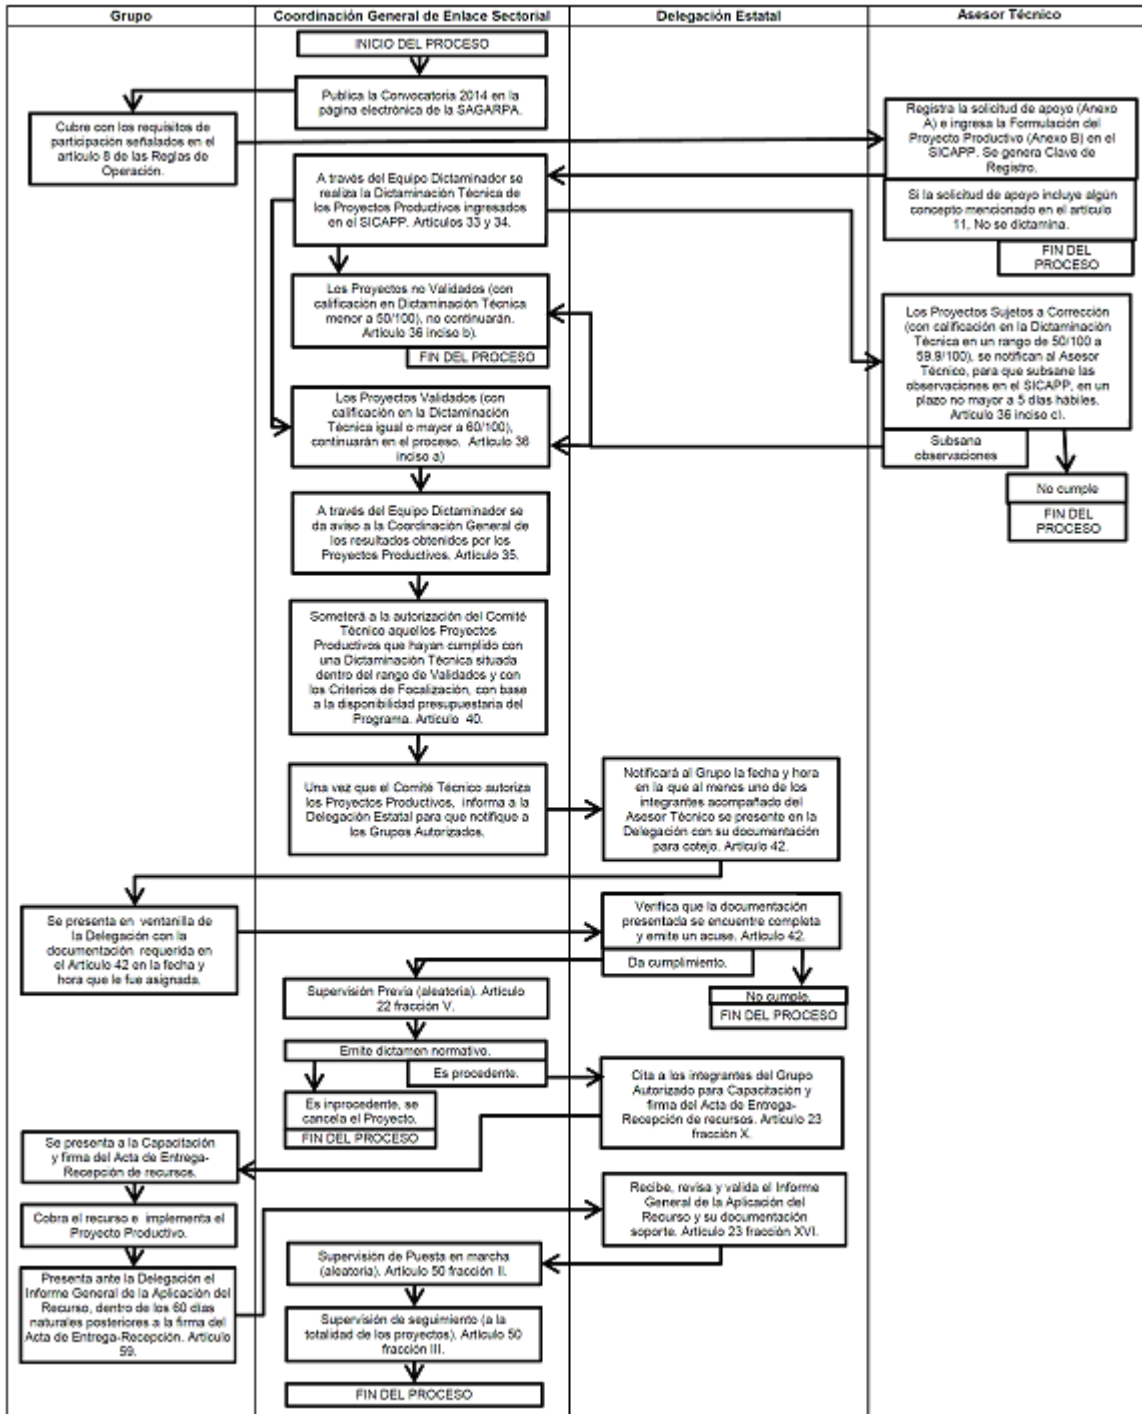 Grupo
Coordinación General de Enlace Sectorial
Delegación Estatal
Asesor Técnico
INICIO DEL PROCESO
Publica la Convocatoria 2014 en la
página electrónica de la SAGARPA.
Cubre con los requisitos de
participación señalados en el
artículo 8 de las Reglas de
Operación.
Registra la solicitud de apoyo (Anexo
A) e ingresa la Formulación del
Proyecto Productivo (Anexo B) en el
SICAPP. Se genera Clave de
Registro.
Si la solicitud de apoyo incluye algún
concepto mencionado en el artículo
11, No se dictamina.
FIN DEL
PROCESO
A través del Equipo Dictaminador se
realiza la Dictaminación Técnica de
los Proyectos Productivos ingresados
en el SICAPP. Artículos 33 y 34.
Los Proyectos no Validados (con
calificación en Dictaminación Técnica
menor a 50/100), no continuarán.
Artículo 36 inciso b).
FIN DEL PROCESO
Los Proyectos Sujetos a Corrección
(con calificación en la Dictaminación
Técnica en un rango de 50/100 a
59.9/100), se notifican al Asesor
Técnico, para que subsane las
observaciones en el SICAPP, en un
plazo no mayor a 5 días hábiles.
Artículo 36 inciso c).
Subsana
observaciones
No cumple
FIN DEL
PROCESO
Los Proyectos Validados (con
calificación en la Dictaminación
Técnica igual o mayor a 60/100),
continuarán en el proceso. Artículo 36
inciso a)
A través del Equipo Dictaminador se
da aviso a la Coordinación General de
los resultados obtenidos por los
Proyectos Productivos. Artículo 35.
Someterá a la autorización del Comité
Técnico aquellos Proyectos
Productivos que hayan cumplido con
una Dictaminación Técnica situada
dentro del rango de Validados y con
los Criterios de Focalización, con base
a la disponibilidad presupuestaria del
Programa. Artículo 40.
Una vez que el Comité Técnico autoriza
los Proyectos Productivos, informa a la
Delegación Estatal para que notifique a
los Grupos Autorizados.
Notificará al Grupo la fecha y hora
en la que al menos uno de los
integrantes acompañado del
Asesor Técnico se presente en la
Delegación con su documentación
para cotejo. Artículo 42.
Se presenta en ventanilla de
la Delegación con la
documentación requerida en
el Artículo 42 en la fecha y
hora que le fue asignada.
Verifica que la documentación
presentada se encuentre completa
y emite un acuse. Artículo 42.
Da cumplimiento.
No cumple.
FIN DEL PROCESO
Supervisión Previa (aleatoria). Artículo
22 fracción V.
Emite dictamen normativo.
Es procedente.
Es inprocedente, se
cancela el Proyecto.
FIN DEL PROCESO
Cita a los integrantes del Grupo
Autorizado para Capacitación y
firma del Acta de Entrega-
Recepción de recursos. Artículo 23
fracción X.
Se presenta a la Capacitación
y firma del Acta de Entrega-
Recepción de recursos.
Cobra el recurso e implementa el
Proyecto Productivo.
Presenta ante la Delegación el
Informe General de la Aplicación del
Recurso, dentro de los 60 días
naturales posteriores a la firma del
Acta de Entrega-Recepción. Artículo
59.
Recibe, revisa y valida el Informe
General de la Aplicación del
Recurso y su documentación
soporte. Artículo 23 fracción XVI.
Supervisión de Puesta en marcha
(aleatoria). Artículo 50 fracción II.
Supervisión de seguimiento (a la
totalidad de los proyectos). Artículo 50
fracción III.
FIN DEL PROCESO